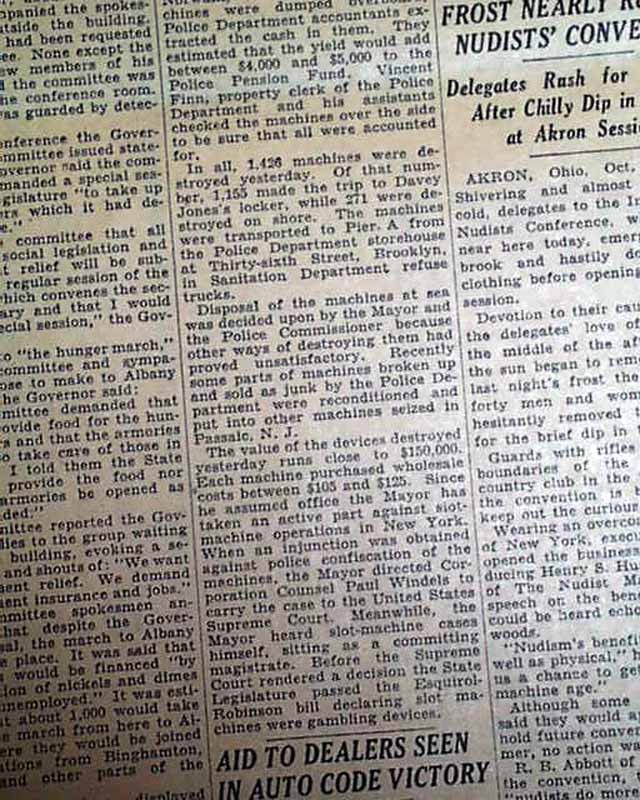 panied the spokes-
tside the building.
had been requested
ee. None except the
w members of his
the committee was
he conference room.
as guarded by detec-
nference the Gover-
mmittee issued state-
overnor said the com-
manded a special ses-
gislature "to take up
rs which it had de-
e."
committee that all
social legislation and
t relief will be sub-
regular session of the
hich convenes the sec-
ary and that I would
ecial session," the Gov-
o "the hunger march,"
committee and sympa-
ose to make to Albany
he Governor said:
mittee demanded that
ovide food for the hun-
s and that the armories
o take care of those in
I told them the State
provide the food nor
armories be opened as
ded."
mittee reported the Gov-
lies to the group waiting
building, evoking a se-
and shouts of: "We want
ent relief. We demand
ent insurance and jobs."
mmittee spokesmen an-
hat despite the Gover-
sal, the march to Albany
e place. It was said that
would be financed "by
ion of nickels and dimes
unemployed." It was esti-
t about 1,000 would take
e march from here to Al-
ere they would be joined
ations from Binghamton,
and other parts of the
displayed
chines were dumped overboard,
Police Department accountants ex-
tracted the cash in them. They
estimated that the yield would add
between $4,000 and $5,000 to the
Police Pension Fund. Vincent
Finn, property clerk of the Police
Department and his assistants
checked the machines over the side
to be sure that all were accounted
for.
In all, 1,426 machines were de-
stroyed yesterday. Of that num-
ber, 1,155 made the trip to Davey
Jones's locker, while 271 were de-
stroyed on shore. The machines
were transported to Pier A from
the Police Department storehouse
at Thirty-sixth Street, Brooklyn,
in Sanitation Department refuse
trucks.
Disposal of the machines at sea
was decided upon by the Mayor and
the Police Commissioner because
other ways of destroying them had
proved unsatisfactory. Recently
some parts of machines broken up
and sold as junk by the Police De-
partment were reconditioned and
put into other machines seized in
Passaic, N. J.
The value of the devices destroyed
yesterday runs close to $150,000.
Each machine purchased wholesale
costs between $105 and $125. Since
he assumed office the Mayor has
taken an active part against slot-
machine operations in New York.
When an injunction was obtained
against police confiscation of the
machines, the Mayor directed Cor-
poration Counsel Paul Windels to
carry the case to the United States
Supreme Court. Meanwhile, the
Mayor heard slot-machine cases
himself, sitting as a committing
magistrate. Before the Supreme
Court rendered a decision the State
Legislature passed the Esquirol-
Robinson bill declaring slot ma-
chines were gambling devices.
AID TO DEALERS SEEN
IN AUTO CODE VICTORY
FROST NEARLY R
NUDISTS' CONVE
Delegates Rush for
After Chilly Dip in
at Akron Sessi
AKRON, Ohio, Oct.
Shivering and almost
cold, delegates to the In
Nudists Conference, w
near here today, emer
brook and hastily do
clothing before opening
session.
Devotion to their cau
the delegates' love of
the middle of the af
the sun began to rem
last night's frost the
forty men and wom
hesitantly removed
for the brief dip in t
Guards with rifles
boundaries of the
country club in the
the convention is
keep out the curious
Wearing an overco
of New York, execu
opened the business
ducing Henry S. Hu
of The Nudist M
speech on the ben
could be heard echo
woods.
"Nudism's benefi
well as physical," h
us a chance to get
machine age."
Although some
said they would a
hold future conver
mer, no action w
R. B. Abbott of
the convention,
"nudists do more